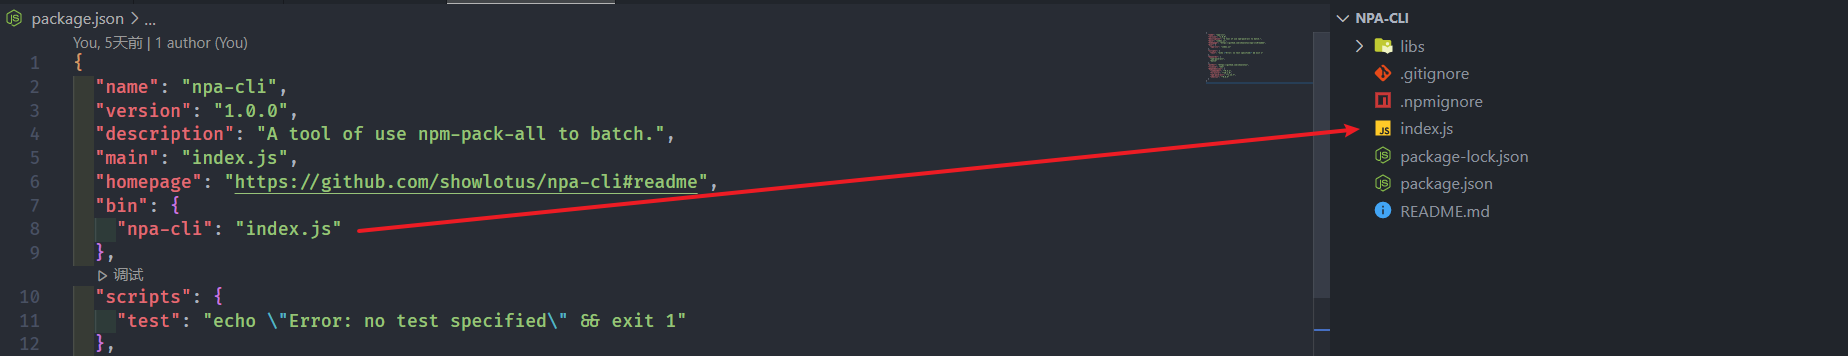 package.json > ...
You, 5天前 | 1 author (You)
1 {
2 "name": "npa-cli",
3 "version": "1.0.0",
4 "description": "A tool of use npm-pack-all to batch.",
5 "main": "index.js",
6 "homepage": "https://github.com/showlotus/npa-cli#readme",
7 "bin": {
8 "npa-cli": "index.js"
9 },
调试
10 "scripts": {
11 "test": "echo \"Error: no test specified\" && exit 1"
12 },
NPA-CLI
libs
.gitignore
.npmignore
JS index.js
package-lock.json
package.json
README.md